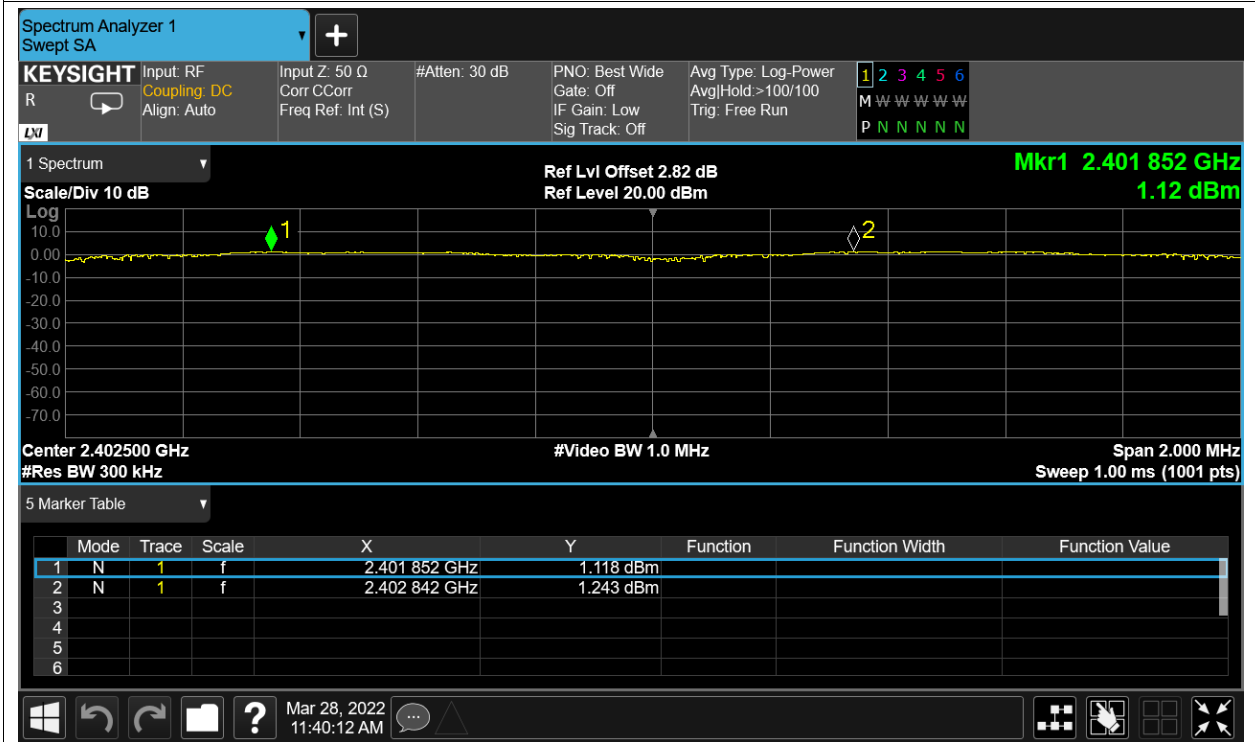 Spectrum Analyzer 1
Swept SA
+
KEYSIGHT
R
LXI
Input: RF
Coupling: DC
Align: Auto
Input Z: 50 Ω
Corr CCorr
Freq Ref: Int (S)
#Atten: 30 dB
PNO: Best Wide
Gate: Off
IF Gain: Low
Sig Track: Off
Avg Type: Log-Power
Avg|Hold:>100/100
Trig: Free Run
1 2 3 4 5 6
M W W W W W
P N N N N N
1 Spectrum
Scale/Div 10 dB
Ref Lvl Offset 2.82 dB
Ref Level 20.00 dBm
Mkr1 2.401 852 GHz
1.12 dBm
Log
10.0
0.00
-10.0
-20.0
-30.0
-40.0
-50.0
-60.0
-70.0
1
2
Center 2.402500 GHz
#Res BW 300 kHz
#Video BW 1.0 MHz
Span 2.000 MHz
Sweep 1.00 ms (1001 pts)
5 Marker Table
Mode Trace Scale X Y Function Function Width Function Value
1 N 1 f 2.401 852 GHz 1.118 dBm
2 N 1 f 2.402 842 GHz 1.243 dBm
3
4
5
6
?
Mar 28, 2022
11:40:12 AM